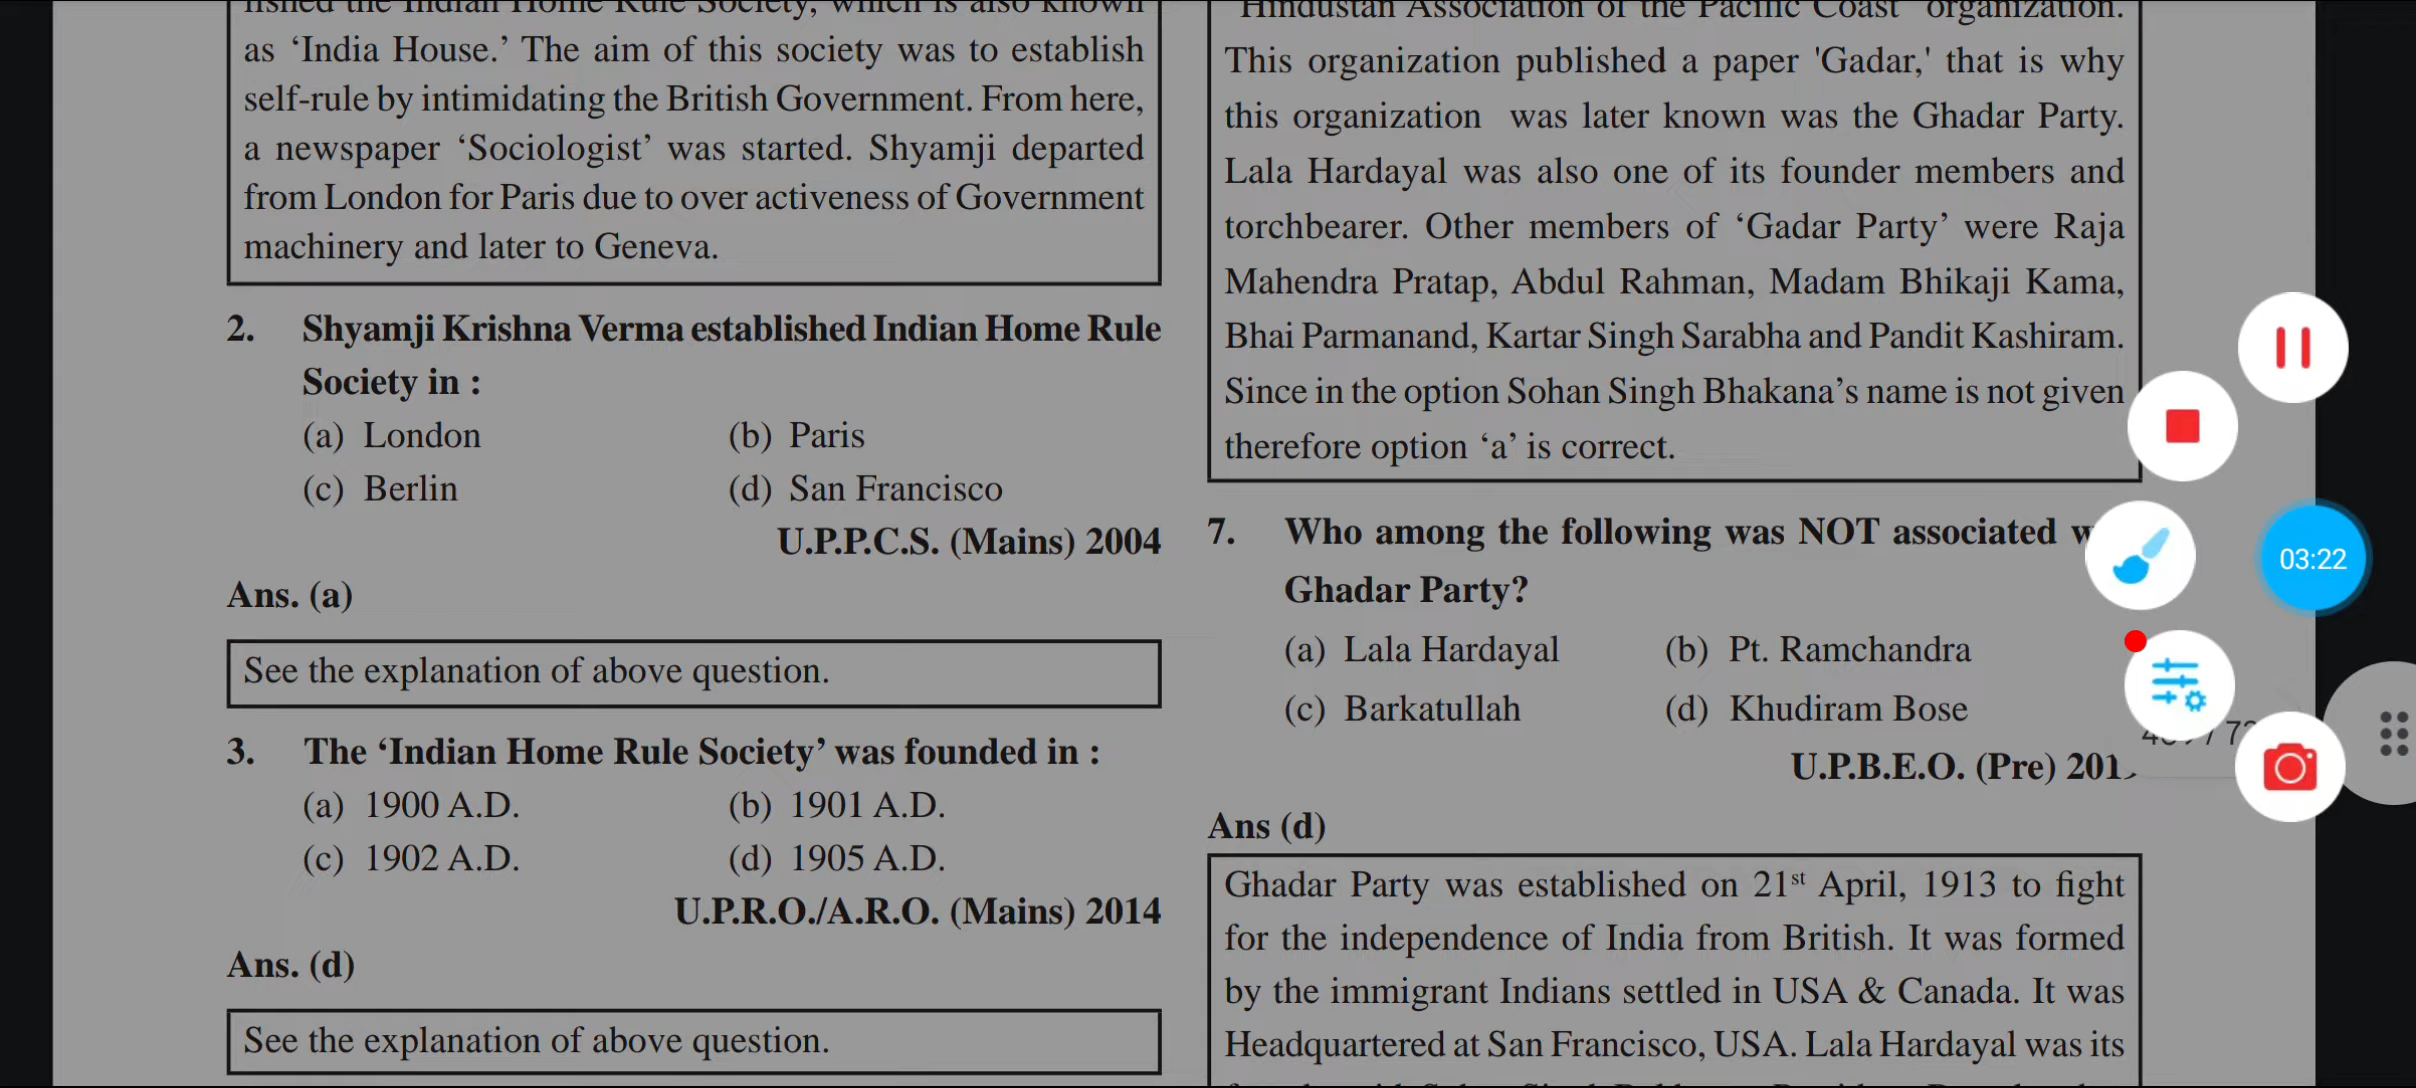 as ‘India House.’ The aim of this society was to establish
self-rule by intimidating the British Government. From here,
a newspaper ‘Sociologist’ was started. Shyamji departed
from London for Paris due to over activeness of Government
machinery and later to Geneva.
2. Shyamji Krishna Verma established Indian Home Rule
Society in :
(a) London (b) Paris
(c) Berlin (d) San Francisco
U.P.P.C.S. (Mains) 2004
Ans. (a)
See the explanation of above question.
3. The ‘Indian Home Rule Society’ was founded in :
(a) 1900 A.D. (b) 1901 A.D.
(c) 1902 A.D. (d) 1905 A.D.
U.P.R.O./A.R.O. (Mains) 2014
Ans. (d)
See the explanation of above question.
Hindustan Association of the Pacific Coast organization.
This organization published a paper 'Gadar,' that is why
this organization was later known was the Ghadar Party.
Lala Hardayal was also one of its founder members and
torchbearer. Other members of ‘Gadar Party’ were Raja
Mahendra Pratap, Abdul Rahman, Madam Bhikaji Kama,
Bhai Parmanand, Kartar Singh Sarabha and Pandit Kashiram.
Since in the option Sohan Singh Bhakana’s name is not given
therefore option ‘a’ is correct.
7. Who among the following was NOT associated
Ghadar Party?
(a) Lala Hardayal (b) Pt. Ramchandra
(c) Barkatullah (d) Khudiram Bose
U.P.B.E.O. (Pre)
Ans (d)
Ghadar Party was established on 21st April, 1913 to fight
for the independence of India from British. It was formed
by the immigrant Indians settled in USA & Canada. It was
Headquartered at San Francisco, USA. Lala Hardayal was its
03:22